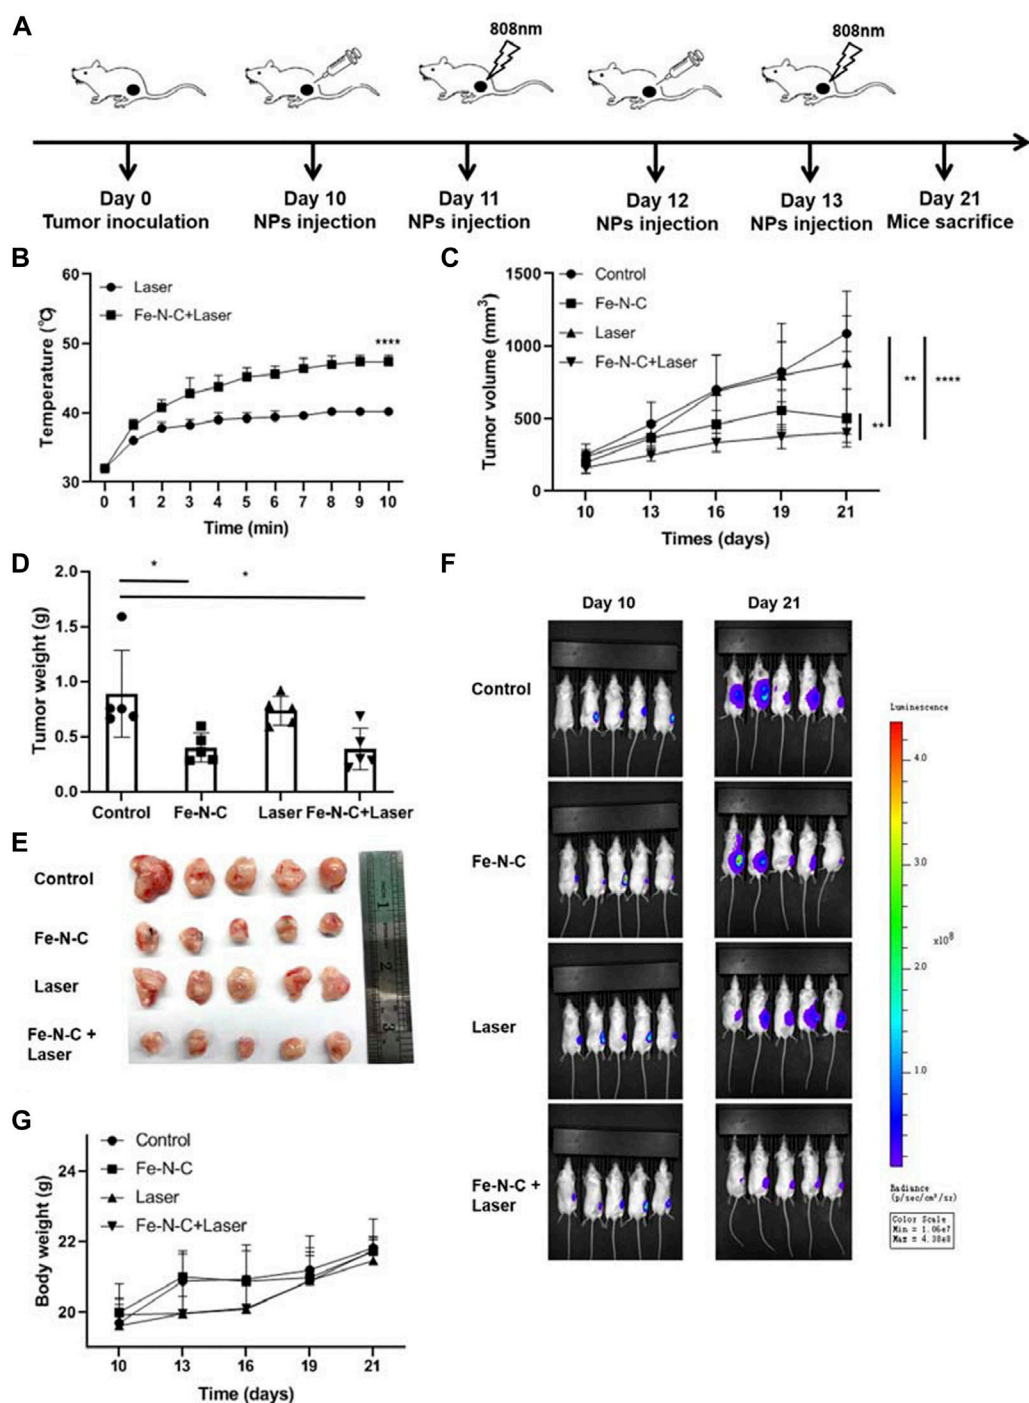 A
808nm
808nm
Day 0
Tumor inoculation
Day 10
NPs injection
Day 11
NPs injection
Day 12
NPs injection
Day 13
NPs injection
Day 21
Mice sacrifice
B
Temperature (℃)
60
50
40
30
Laser
Fe-N-C+Laser
****
0 1 2 3 4 5 6 7 8 9 10
Time (min)
C
Tumor volume (mm³)
1500
1000
500
0
Control
Fe-N-C
Laser
Fe-N-C+Laser
**
**
****
10 13 16 19 21
Times (days)
D
Tumor weight (g)
2.0
1.5
1.0
0.5
0.0
*
*
Control Fe-N-C Laser Fe-N-C+Laser
E
Control
Fe-N-C
Laser
Fe-N-C +
Laser
1
2
3
F
Day 10 Day 21
Control
Fe-N-C
Laser
Fe-N-C +
Laser
Luminescence
4.0
3.0
x10⁸
2.0
1.0
Radiance
(p/sec/cm²/sr)
Color Scale
Min = 1.06e7
Max = 4.38e8
G
Body weight (g)
24
22
20
Control
Fe-N-C
Laser
Fe-N-C+Laser
10 13 16 19 21
Time (days)